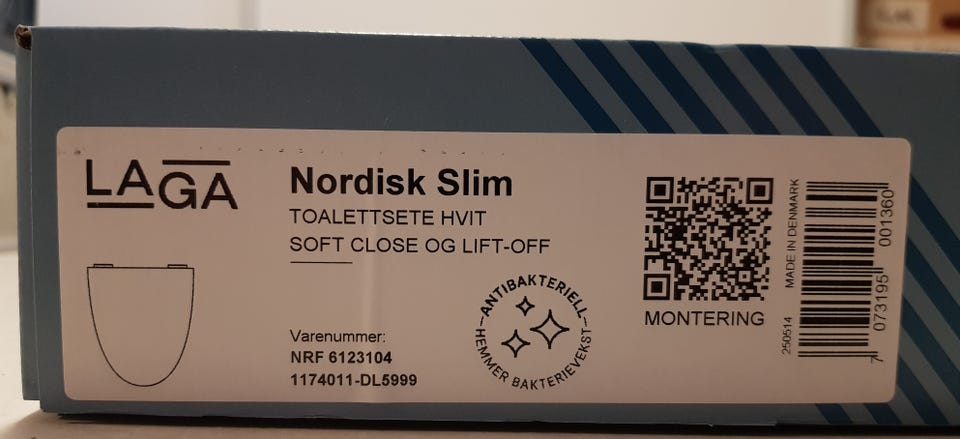 LAGA
Nordisk Slim
TOALETTSETE HVIT
SOFT CLOSE OG LIFT-OFF
Varenummer:
NRF 6123104
1174011-DL5999
ANTIBAKTERIELL
HEMMER BAKTERIEVEKST
MONTERING
250514
MADE IN DENMARK
7 073195 001360